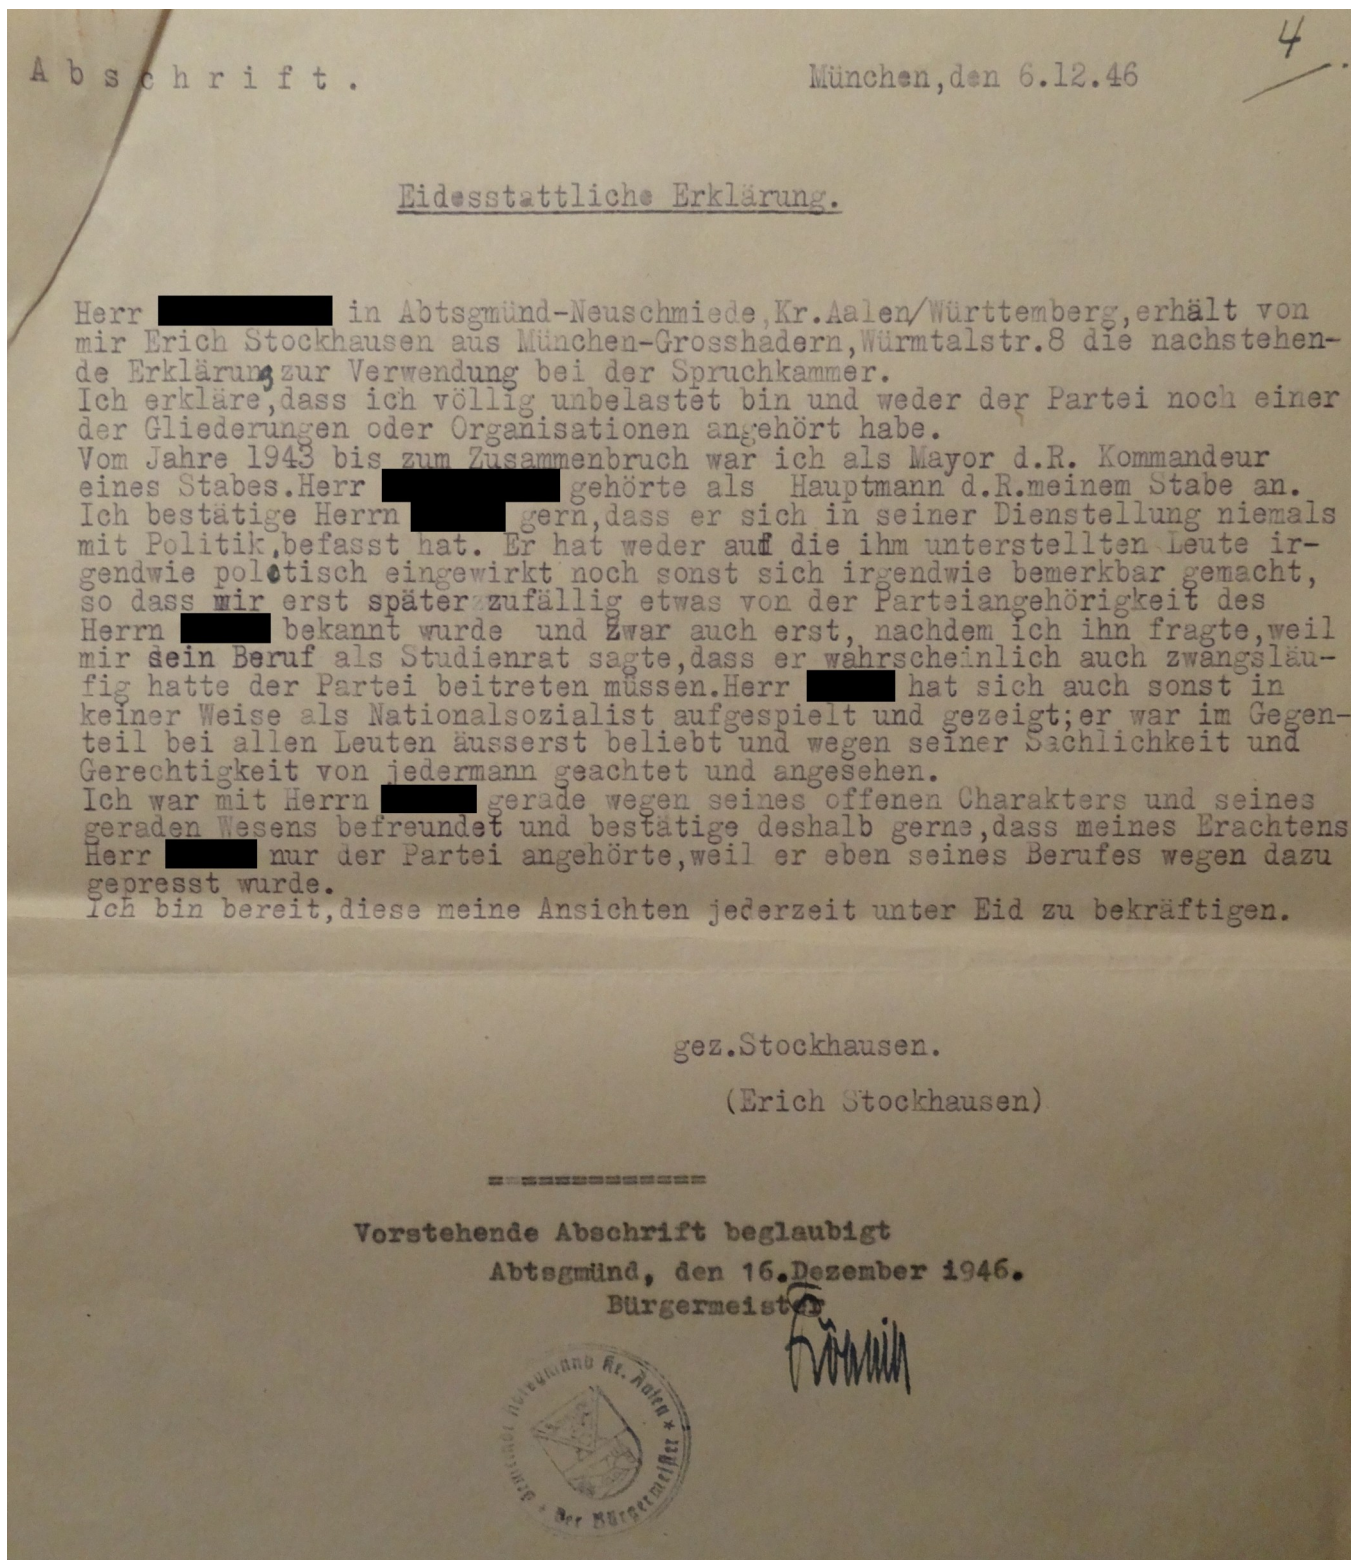 4
Abschrift.
München,den 6.12.46
Eidesstattliche Erklärung.
Herr in Abtsgmünd-Neuschmiede,Kr.Aalen/Württemberg,erhält von
mir Erich Stockhausen aus München-Grosshadern,Würmtalstr.8 die nachstehen-
de Erklärung zur Verwendung bei der Spruchkammer.
Ich erkläre,dass ich völlig unbelastet bin und weder der Partei noch einer
der Gliederungen oder Organisationen angehört habe.
Vom Jahre 1943 bis zum Zusammenbruch war ich als Mayor d.R. Kommandeur
eines Stabes.Herr gehörte als Hauptmann d.R.meinem Stabe an.
Ich bestätige Herrn gern,dass er sich in seiner Dienstellung niemals
mit Politik,befasst hat. Er hat weder auf die ihm unterstellten Leute ir-
gendwie politisch eingewirkt noch sonst sich irgendwie bemerkbar gemacht,
so dass mir erst später zufällig etwas von der Parteiangehörigkeit des
Herrn bekannt wurde und zwar auch erst, nachdem ich ihn fragte,weil
mir sein Beruf als Studienrat sagte,dass er wahrscheinlich auch zwangsläu-
fig hatte der Partei beitreten müssen.Herr hat sich auch sonst in
keiner Weise als Nationalsozialist aufgespielt und gezeigt;er war im Gegen-
teil bei allen Leuten äusserst beliebt und wegen seiner Sachlichkeit und
Gerechtigkeit von jedermann geachtet und angesehen.
Ich war mit Herrn gerade wegen seines offenen Charakters und seines
geraden Wesens befreundet und bestätige deshalb gerne,dass meines Erachtens
Herr nur der Partei angehörte,weil er eben seines Berufes wegen dazu
gepresst wurde.
Ich bin bereit,diese meine Ansichten jederzeit unter Eid zu bekräftigen.
gez.Stockhausen.
(Erich Stockhausen)
Vorstehende Abschrift beglaubigt
Abtsgmünd, den 16.Dezember 1946.
Bürgermeister
Gemeinde Abtsgmünd Kr. Aalen * Der Bürgermeister *